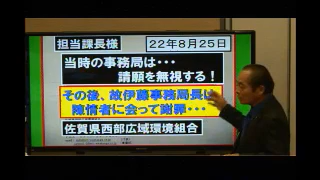 担当課長様
22年8月25日
当時の事務局は・・・
請願を無視する！
その後、故伊藤事務局長は
陳情者に会って謝罪・・・
佐賀県西部広域環境組合